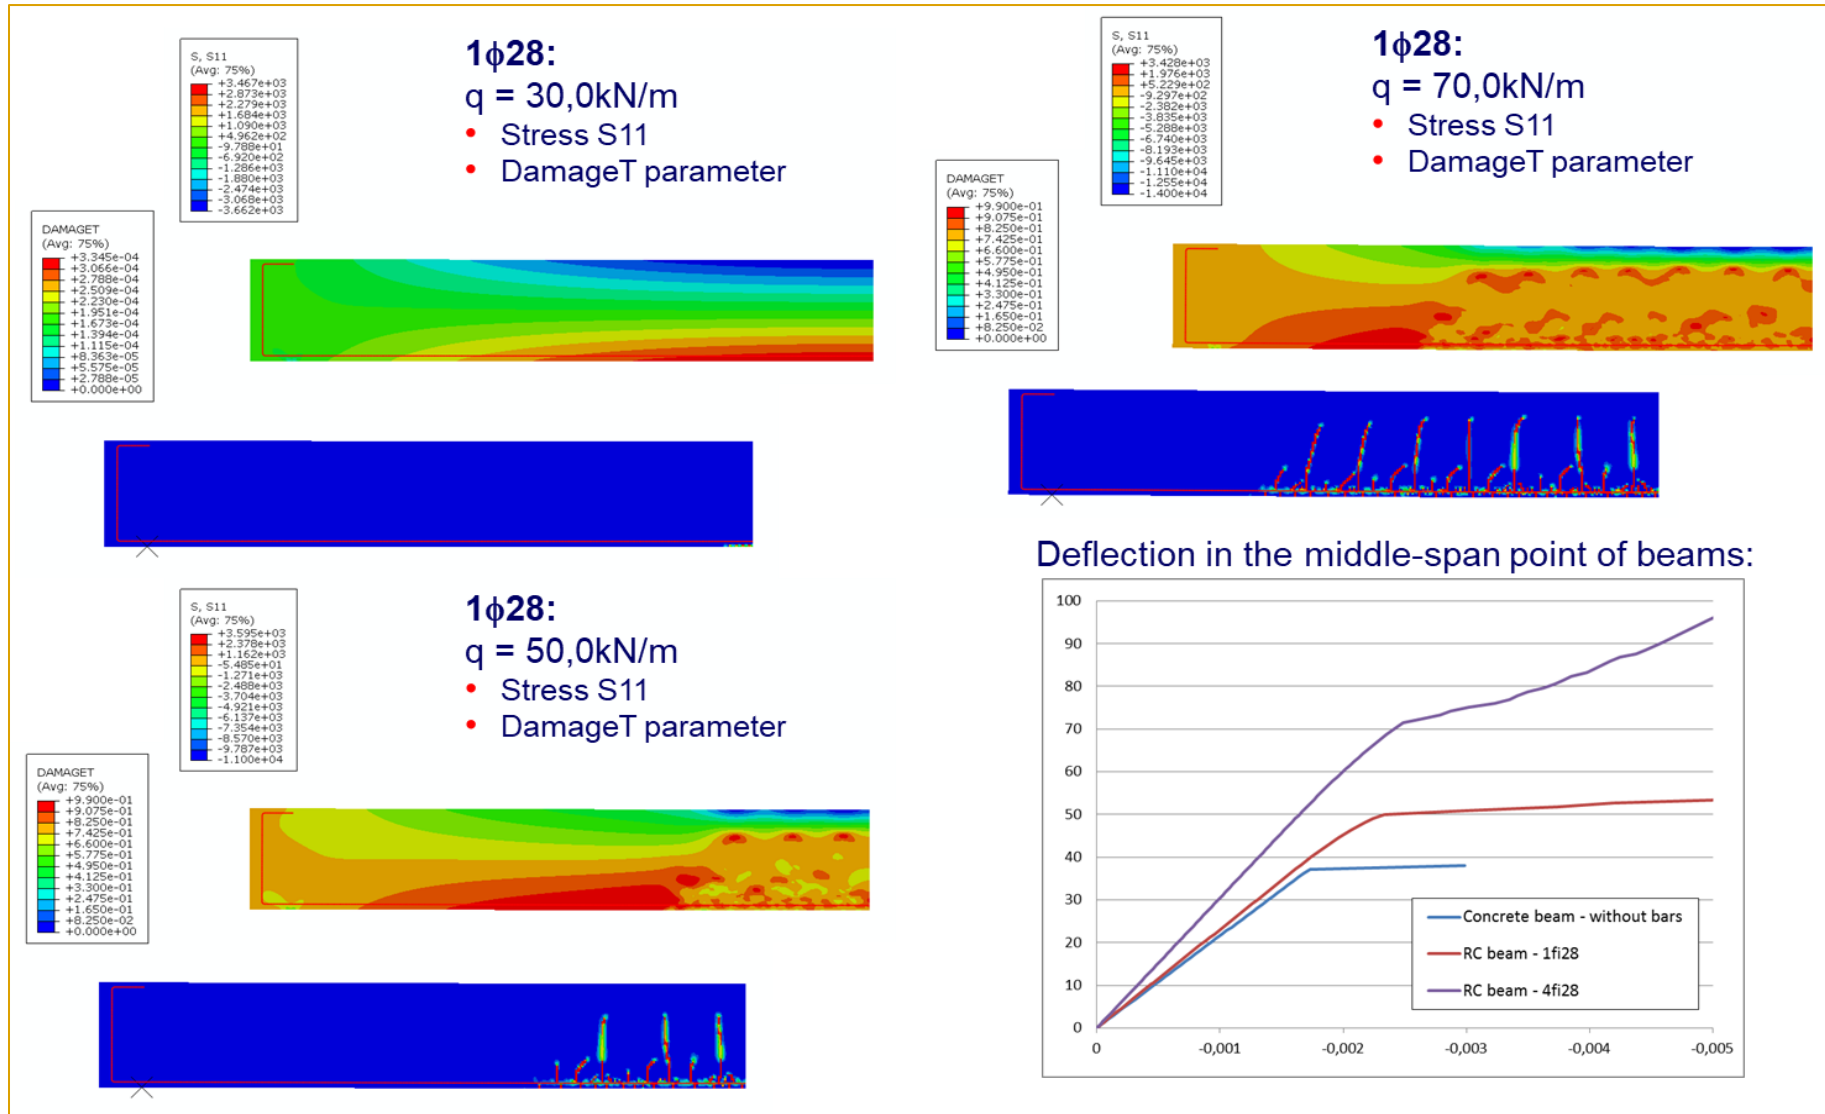 S, S11
(Avg: 75%)
+3.467e+03
+2.873e+03
+2.279e+03
+1.684e+03
+1.090e+03
+4.962e+02
-9.788e+01
-6.920e+02
-1.286e+03
-1.880e+03
-2.474e+03
-3.068e+03
-3.662e+03
1ϕ28:
q = 30,0kN/m
• Stress S11
• DamageT parameter
DAMAGET
(Avg: 75%)
+3.345e-04
+3.066e-04
+2.788e-04
+2.509e-04
+2.230e-04
+1.951e-04
+1.673e-04
+1.394e-04
+1.115e-04
+8.363e-05
+5.575e-05
+2.788e-05
+0.000e+00
S, S11
(Avg: 75%)
+3.595e+03
+2.378e+03
+1.162e+03
-5.485e+01
-1.271e+03
-2.488e+03
-3.704e+03
-4.921e+03
-6.137e+03
-7.354e+03
-8.570e+03
-9.787e+03
-1.100e+04
1ϕ28:
q = 50,0kN/m
• Stress S11
• DamageT parameter
DAMAGET
(Avg: 75%)
+9.900e-01
+9.075e-01
+8.250e-01
+7.425e-01
+6.600e-01
+5.775e-01
+4.950e-01
+4.125e-01
+3.300e-01
+2.475e-01
+1.650e-01
+8.250e-02
+0.000e+00
S, S11
(Avg: 75%)
+3.428e+03
+1.976e+03
+5.229e+02
-9.297e+02
-2.382e+03
-3.835e+03
-5.288e+03
-6.740e+03
-8.193e+03
-9.645e+03
-1.110e+04
-1.255e+04
-1.400e+04
1ϕ28:
q = 70,0kN/m
• Stress S11
• DamageT parameter
DAMAGET
(Avg: 75%)
+9.900e-01
+9.075e-01
+8.250e-01
+7.425e-01
+6.600e-01
+5.775e-01
+4.950e-01
+4.125e-01
+3.300e-01
+2.475e-01
+1.650e-01
+8.250e-02
+0.000e+00
Deflection in the middle-span point of beams:
100
90
80
70
60
50
40
30
20
10
0
Concrete beam - without bars
RC beam - 1fi28
RC beam - 4fi28
0 -0,001 -0,002 -0,003 -0,004 -0,005